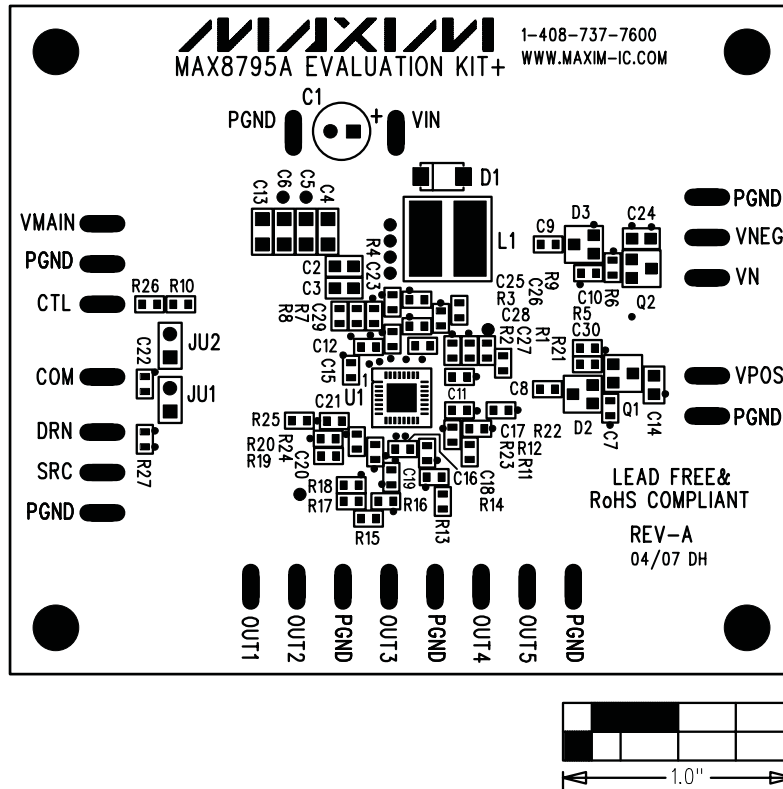 MAXIM
1-408-737-7600
WWW.MAXIM-IC.COM
MAX8795A EVALUATION KIT+
C1
PGND
+
VIN
D1
C13
C6
C5
C4
L1
VMAIN
PGND
CTL
R26
R10
C22
JU2
COM
JU1
DRN
R27
SRC
PGND
R4
C2
C23
C3
R8
R7
C29
C12
C15
1
U1
C25
R3
C26
C28
R2
C27
R1
R9
C9
D3
C24
C10
R6
Q2
R5
C30
R21
C8
D2
Q1
C7
C14
PGND
VNEG
VN
VPOS
PGND
C11
C21
R25
R24
R20
R19
C20
C17
R22
R12
R23
R11
C16
C18
C19
R18
R17
R16
R15
R13
R14
LEAD FREE&
RoHS COMPLIANT
REV-A
04/07 DH
OUT1
OUT2
PGND
OUT3
PGND
OUT4
OUT5
PGND
1.0"